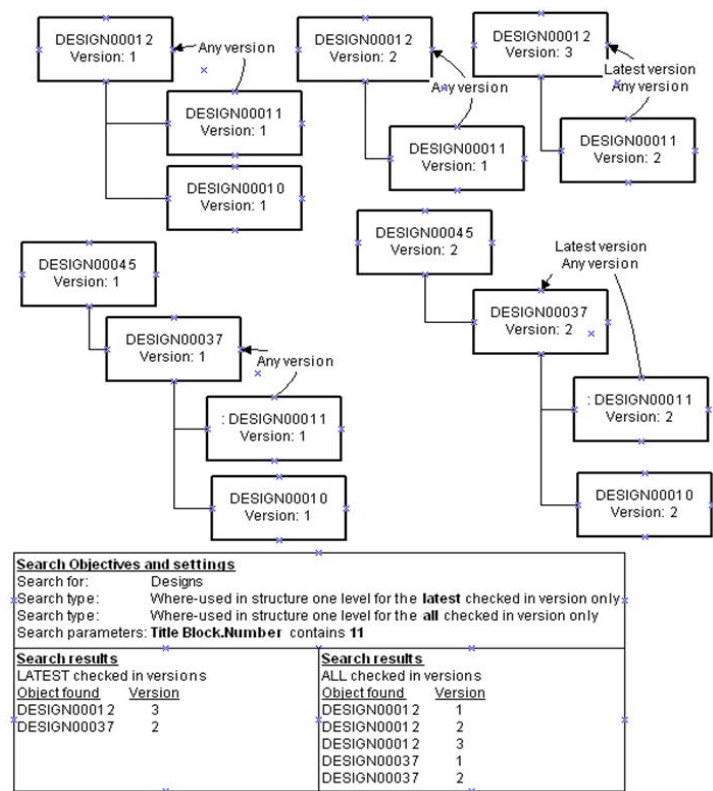 DESIGN00012
Version: 1
Any version
DESIGN00011
Version: 1
DESIGN00010
Version: 1
DESIGN00012
Version: 2
Any version
DESIGN00011
Version: 1
DESIGN00012
Version: 3
Latest version
Any version
DESIGN00011
Version: 2
DESIGN00045
Version: 1
DESIGN00037
Version: 1
Any version
: DESIGN00011
Version: 1
DESIGN00010
Version: 1
DESIGN00045
Version: 2
Latest version
Any version
DESIGN00037
Version: 2
: DESIGN00011
Version: 2
DESIGN00010
Version: 2
Search Objectives and settings
Search for: Designs
Search type: Where-used in structure one level for the latest checked in version only
Search type: Where-used in structure one level for the all checked in version only
Search parameters: Title Block.Number contains 11
Search results
LATEST checked in versions
Object found Version
DESIGN00012 3
DESIGN00037 2
Search results
ALL checked in versions
Object found Version
DESIGN00012 1
DESIGN00012 2
DESIGN00012 3
DESIGN00037 1
DESIGN00037 2